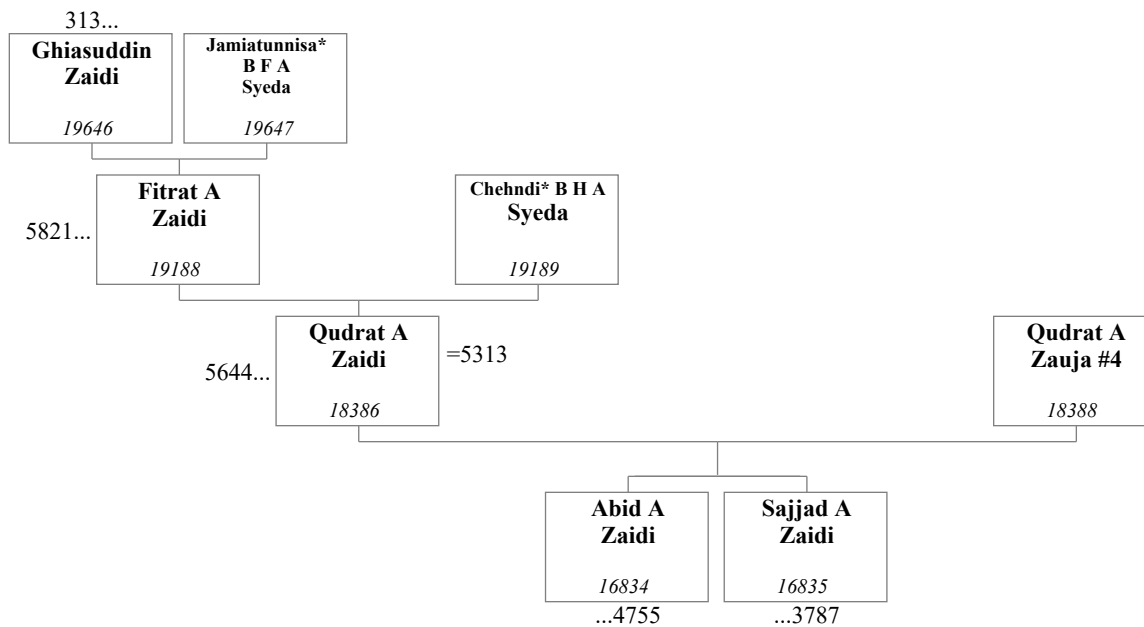 313...
Ghiasuddin
Zaidi
19646
Jamiatunnisa*
B F A
Syeda
19647
5821...
Fitrat A
Zaidi
19188
Chehndi* B H A
Syeda
19189
5644...
Qudrat A
Zaidi
18386
=5313
Qudrat A
Zauja #4
18388
Abid A
Zaidi
16834
...4755
Sajjad A
Zaidi
16835
...3787